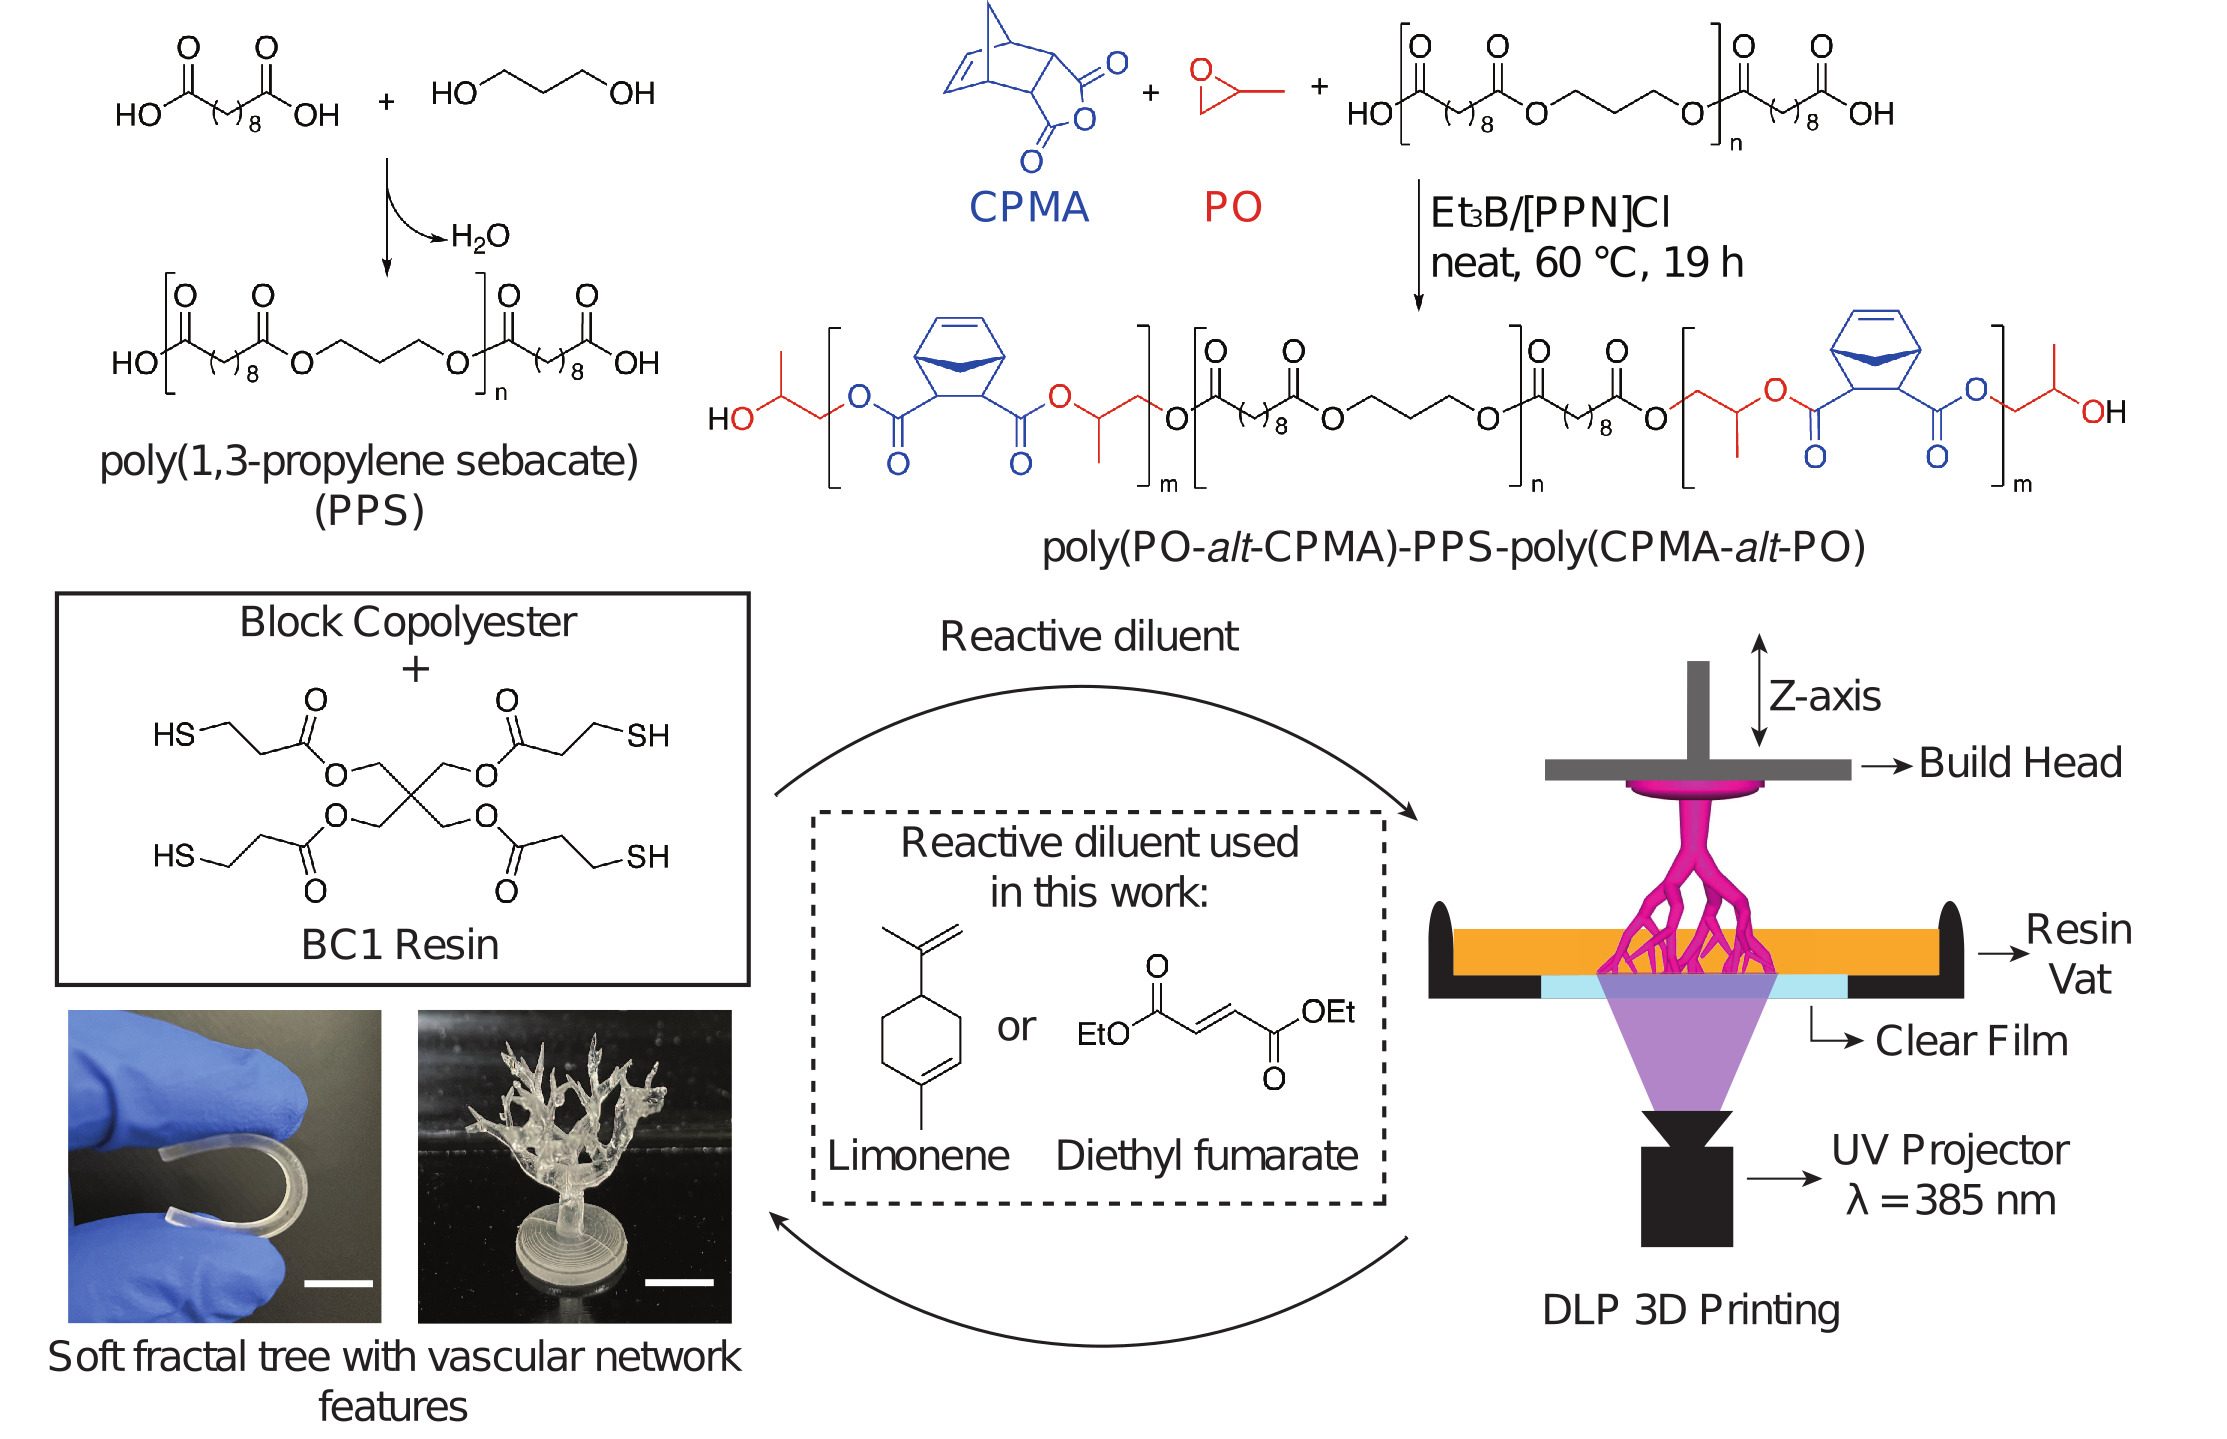 O O
HO ( )8 OH + HO OH
H2O
O O O O
HO ( )8 O O n ( )8 OH
poly(1,3-propylene sebacate)
(PPS)
O O O
CPMA
+
O
PO
+
O O O O
HO ( )8 O O n ( )8 OH
Et3B/[PPN]Cl
neat, 60 °C, 19 h
HO O O O O m O O O ( )8 O O n O O ( )8 O O O O O m OH
poly(PO-alt-CPMA)-PPS-poly(CPMA-alt-PO)
Block Copolyester
+
HS O O SH
O O
O O
HS O O SH
BC1 Resin
Reactive diluent
Reactive diluent used
in this work:
or
O
EtO OEt
O
Limonene Diethyl fumarate
Z-axis
Build Head
Resin
Vat
Clear Film
UV Projector
λ = 385 nm
DLP 3D Printing
Soft fractal tree with vascular network
features